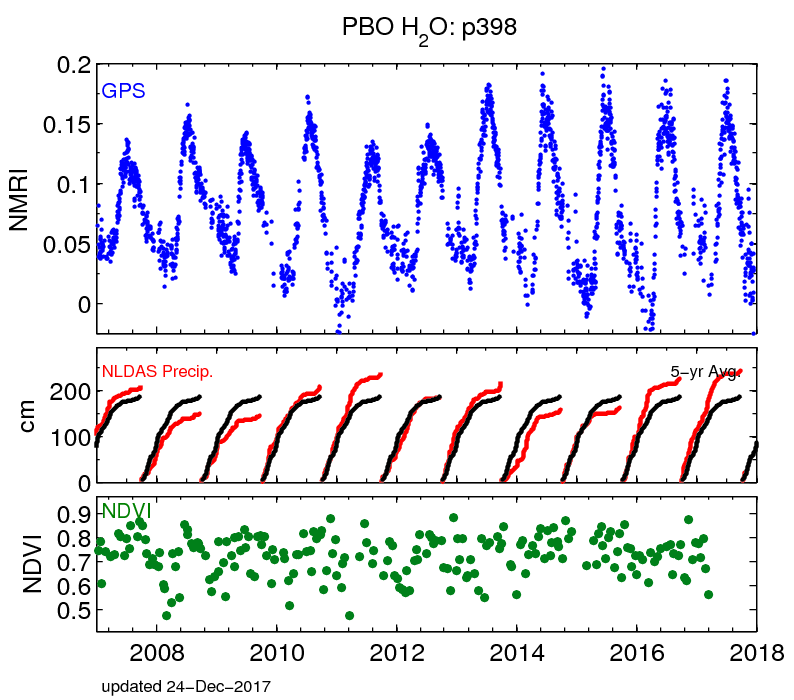 PBO H2O: p398
0.2
GPS
0.15
0.1
0.05
0
NMRI
NLDAS Precip.
5-yr Avg.
200
100
0
cm
NDVI
0.9
0.8
0.7
0.6
0.5
NDVI
2008 2010 2012 2014 2016 2018
updated 24-Dec-2017